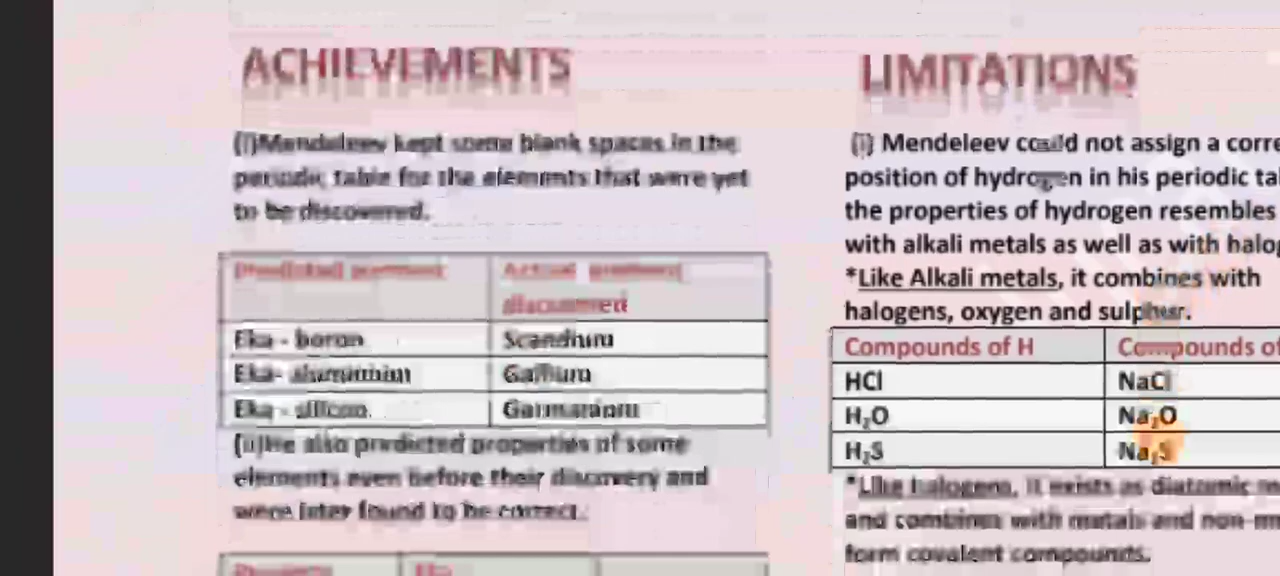 ACHIEVEMENTS
(i)Mendeleev kept some blank spaces in the
periodic table for the elements that were yet
to be discovered.
Actual
discovered
Eka - boron Scandium
Eka- aluminium Gallium
Eka - silicon Germanium
(ii)He also predicted properties of some
elements even before their discovery and
were later found to be correct.
Property Eka
LIMITATIONS
(i) Mendeleev could not assign a corre
position of hydrogen in his periodic ta
the properties of hydrogen resembles
with alkali metals as well as with halo
*Like Alkali metals, it combines with
halogens, oxygen and sulphur.
Compounds of H Compounds of
HCl NaCl
H₂O Na₂O
H₂S Na₂S
*Like halogens, it exists as diatomic m
and combines with metals and non-m
form covalent compounds.